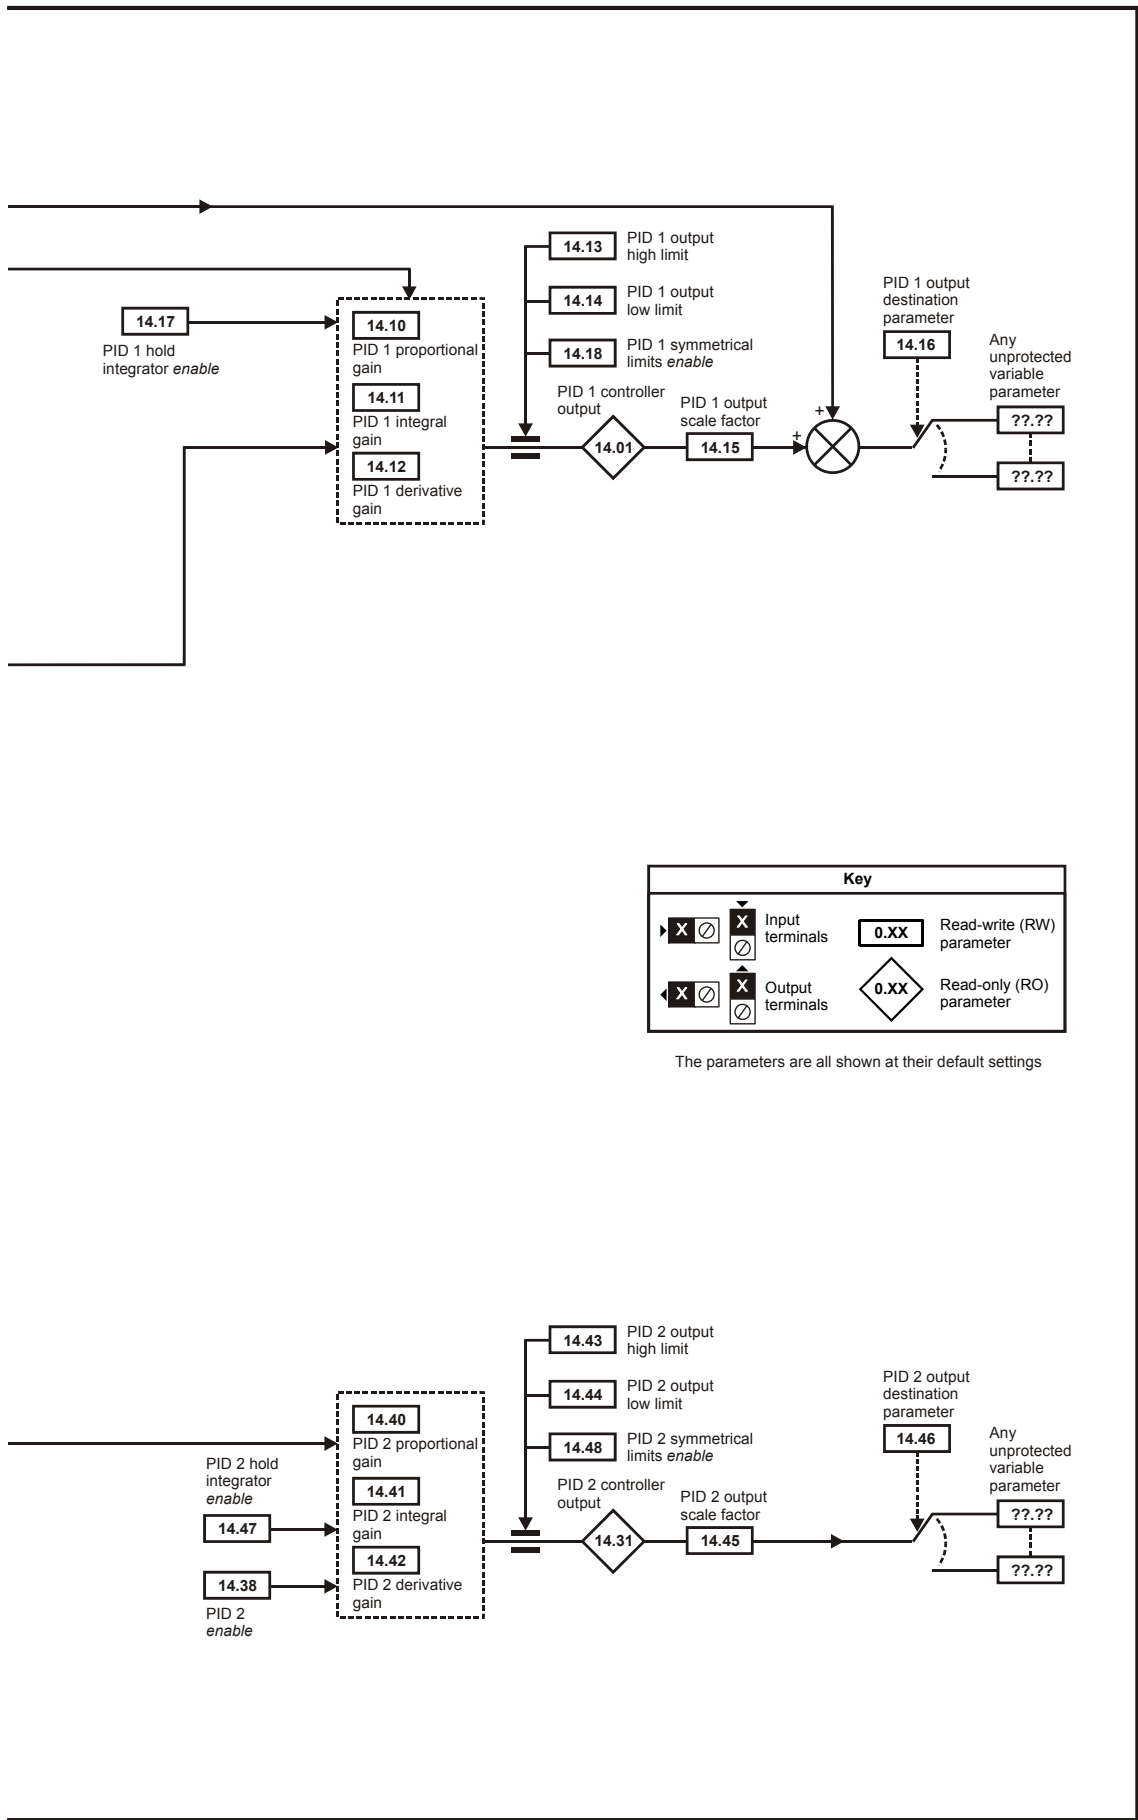 14.13
PID 1 output
high limit
14.14
PID 1 output
low limit
14.18
PID 1 symmetrical
limits enable
14.17
PID 1 hold
integrator enable
14.10
PID 1 proportional
gain
14.11
PID 1 integral
gain
14.12
PID 1 derivative
gain
PID 1 controller
output
14.01
PID 1 output
scale factor
14.15
+
+
PID 1 output
destination
parameter
14.16
Any
unprotected
variable
parameter
??.??
??.??
Key
X
X
Input
terminals
0.XX
Read-write (RW)
parameter
X
X
Output
terminals
0.XX
Read-only (RO)
parameter
The parameters are all shown at their default settings
14.43
PID 2 output
high limit
14.44
PID 2 output
low limit
14.48
PID 2 symmetrical
limits enable
14.40
PID 2 proportional
gain
14.41
PID 2 integral
gain
14.42
PID 2 derivative
gain
PID 2 hold
integrator
enable
14.47
14.38
PID 2
enable
PID 2 controller
output
14.31
PID 2 output
scale factor
14.45
PID 2 output
destination
parameter
14.46
Any
unprotected
variable
parameter
??.??
??.??